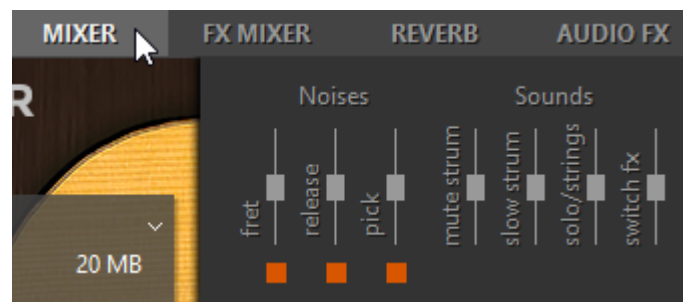 MIXER
FX MIXER
REVERB
AUDIO FX
R
Noises
Sounds
fret
release
pick
mute strum
slow strum
solo/strings
switch fx
20 MB